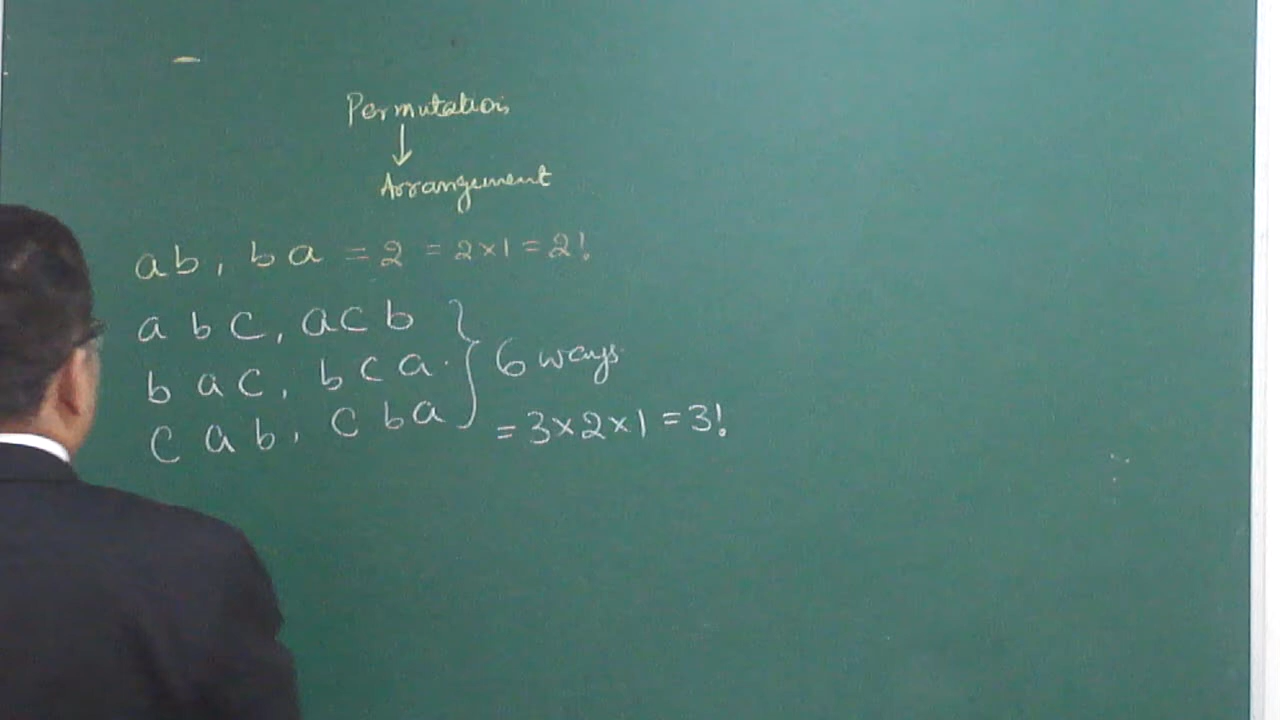 Permutation
↓
Arrangement
ab, ba = 2 = 2×1 = 2!
abc, acb
bac, bca. } 6 ways
cab, cba
= 3×2×1 = 3!